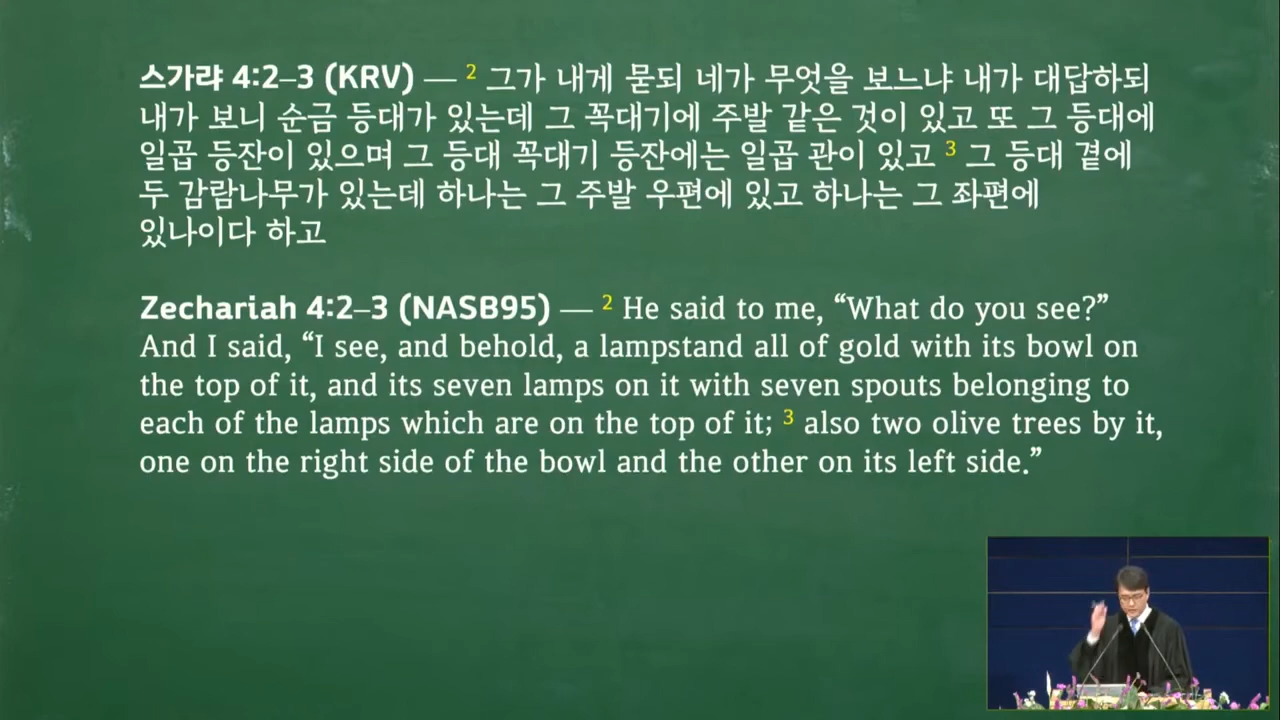 스가랴 4:2–3 (KRV) — 2 그가 내게 묻되 네가 무엇을 보느냐 내가 대답하되
내가 보니 순금 등대가 있는데 그 꼭대기에 주발 같은 것이 있고 또 그 등대에
일곱 등잔이 있으며 그 등대 꼭대기 등잔에는 일곱 관이 있고 3 그 등대 곁에
두 감람나무가 있는데 하나는 그 주발 우편에 있고 하나는 그 좌편에
있나이다 하고
Zechariah 4:2–3 (NASB95) — 2 He said to me, “What do you see?”
And I said, “I see, and behold, a lampstand all of gold with its bowl on
the top of it, and its seven lamps on it with seven spouts belonging to
each of the lamps which are on the top of it; 3 also two olive trees by it,
one on the right side of the bowl and the other on its left side.”